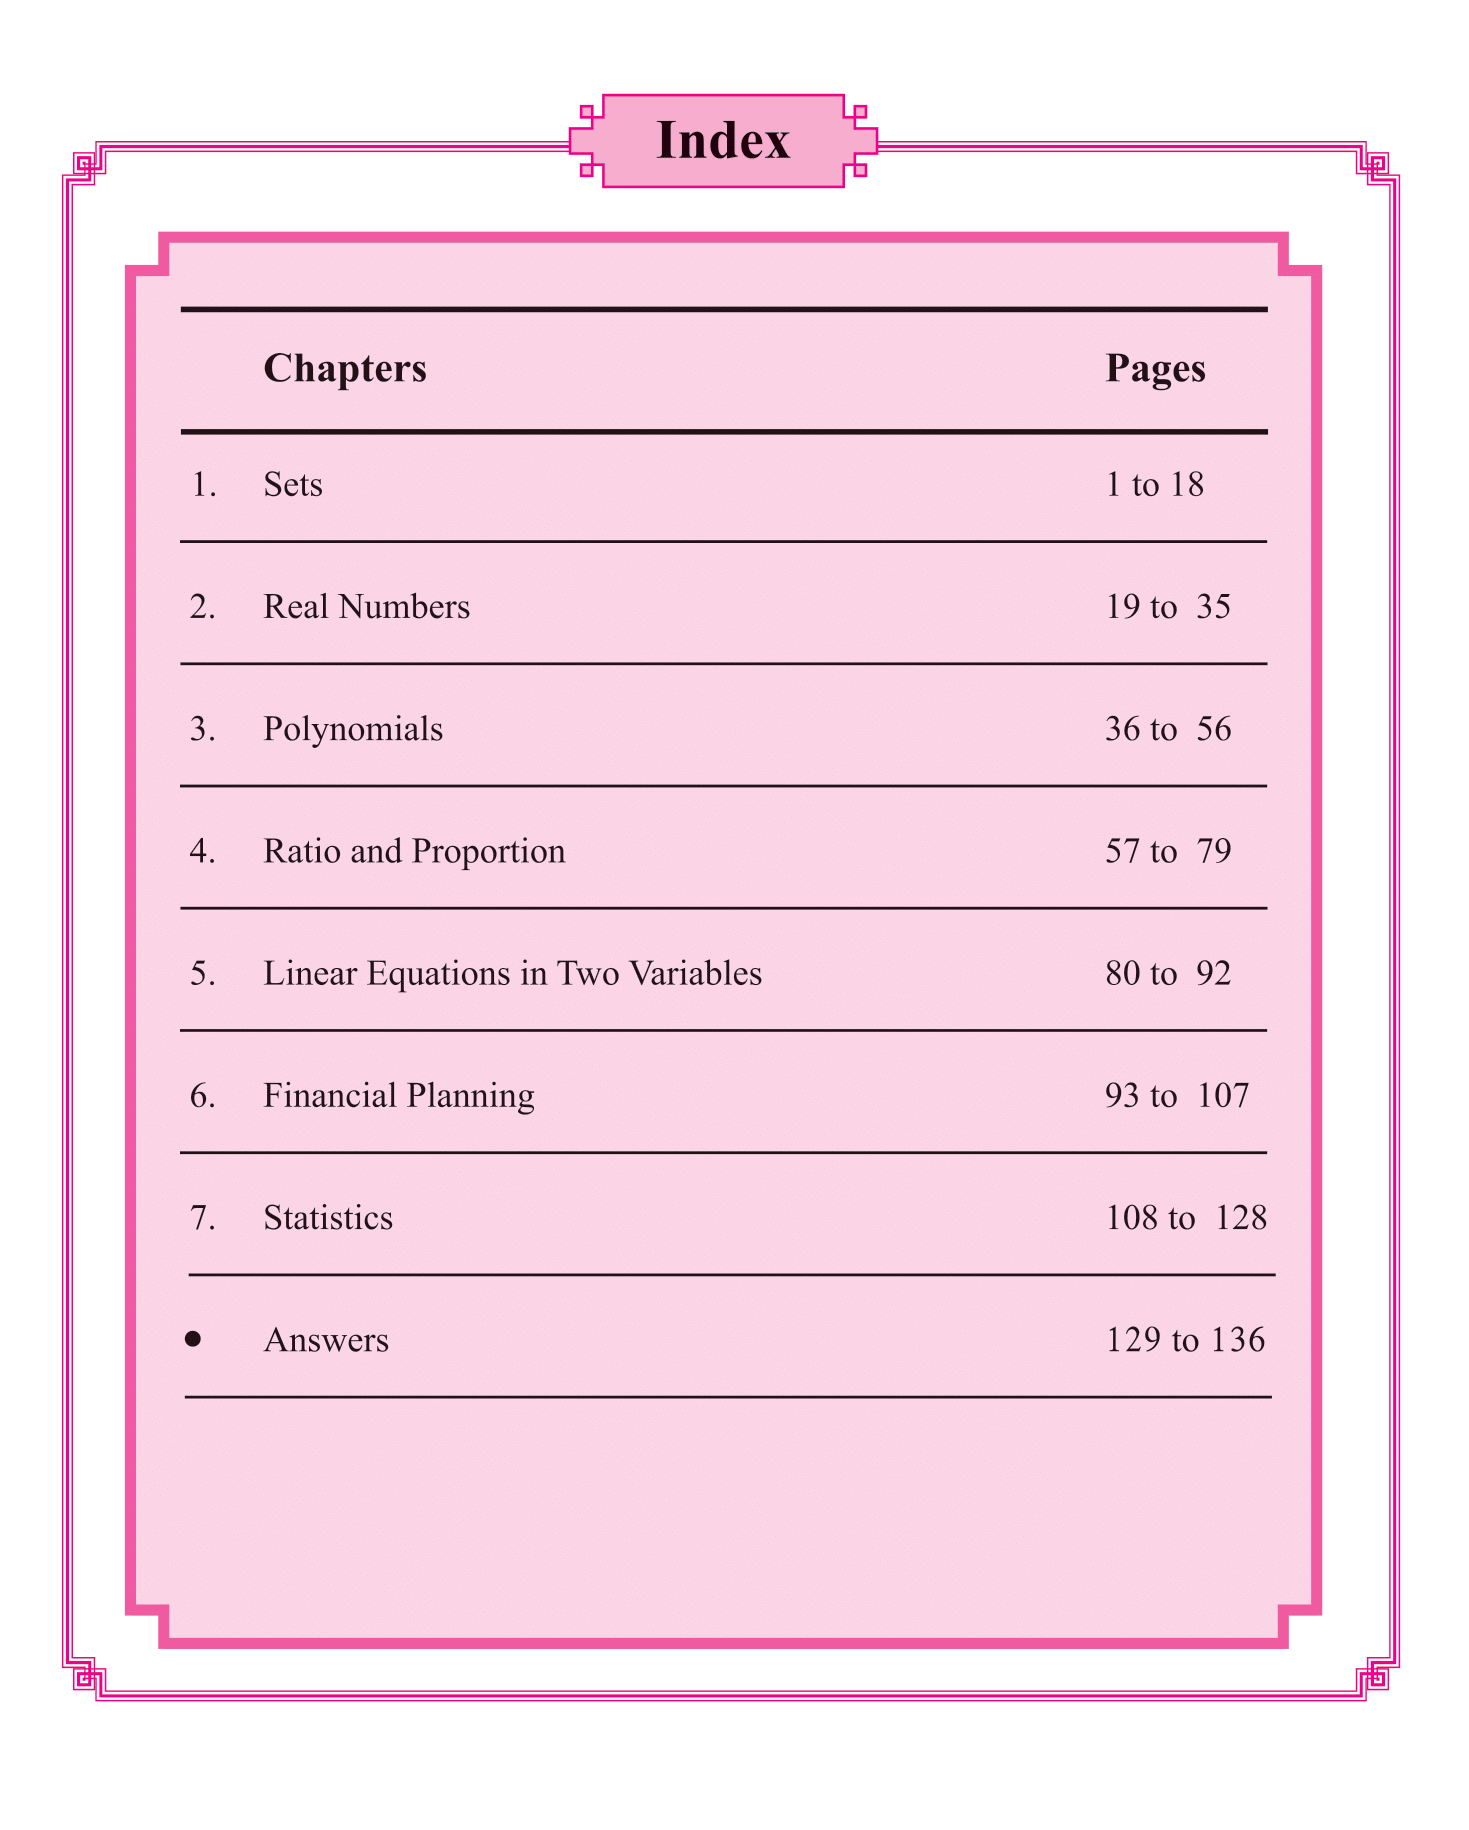 Index
Chapters Pages
1. Sets 1 to 18
2. Real Numbers 19 to 35
3. Polynomials 36 to 56
4. Ratio and Proportion 57 to 79
5. Linear Equations in Two Variables 80 to 92
6. Financial Planning 93 to 107
7. Statistics 108 to 128
● Answers 129 to 136